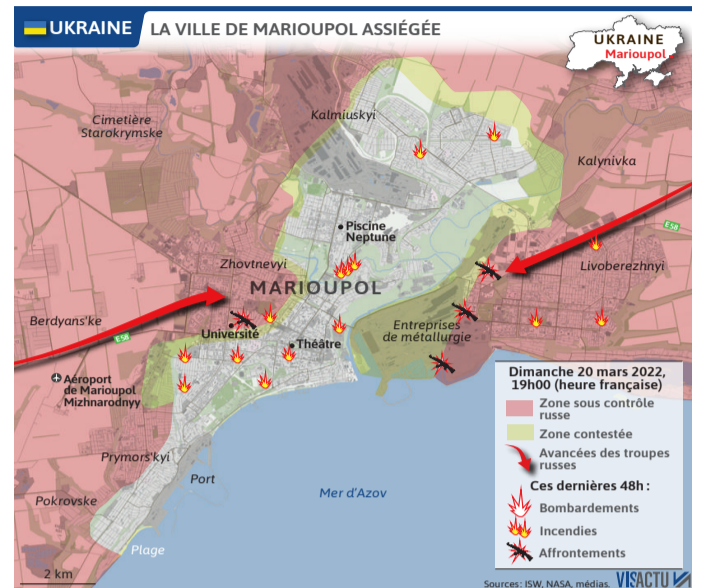 UKRAINE
LA VILLE DE MARIOUPOL ASSIÉGÉE
UKRAINE
Marioupol
Cimetière
Starokrymske
Kalmiuskyi
Kalynivka
Piscine
Neptune
E58
Zhovtnevyi
Livoberezhnyi
MARIOUPOL
Berdyans'ke
Université
Entreprises
de métallurgie
E58
Théâtre
Aéroport
de Marioupol
Mizhnarodnyy
Prymors'kyi
Port
Pokrovske
Mer d'Azov
Plage
2 km
Dimanche 20 mars 2022,
19h00 (heure française)
Zone sous contrôle
russe
Zone contestée
Avancées des troupes
russes
Ces dernières 48h :
Bombardements
Incendies
Affrontements
Sources: ISW, NASA, médias.
VISACTU